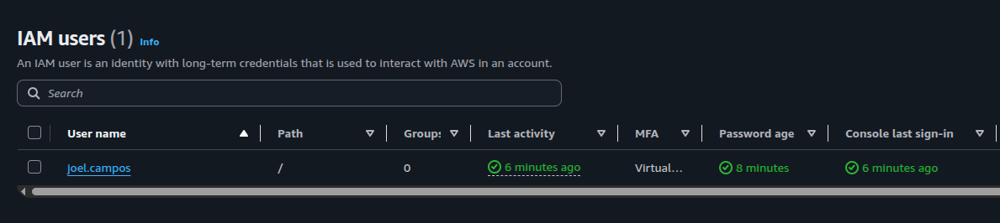 IAM users (1) Info
An IAM user is an identity with long-term credentials that is used to interact with AWS in an account.
Search
User name Path Groups Last activity MFA Password age Console last sign-in
joel.campos / 0 6 minutes ago Virtual... 8 minutes 6 minutes ago